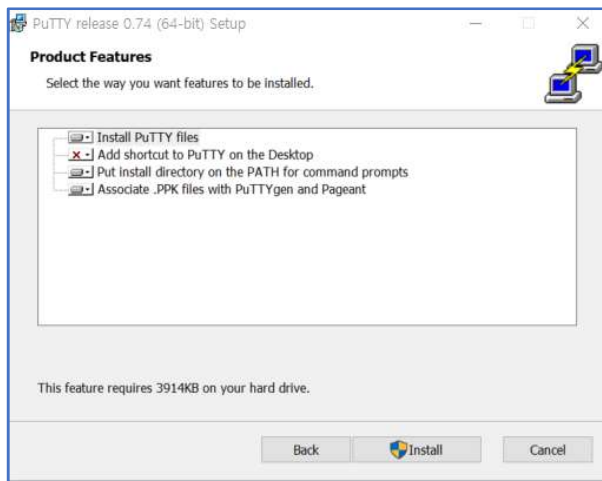 PuTTY release 0.74 (64-bit) Setup
Product Features
Select the way you want features to be installed.
Install PuTTY files
Add shortcut to PuTTY on the Desktop
Put install directory on the PATH for command prompts
Associate .PPK files with PuTTYgen and Pageant
This feature requires 3914KB on your hard drive.
Back Install Cancel